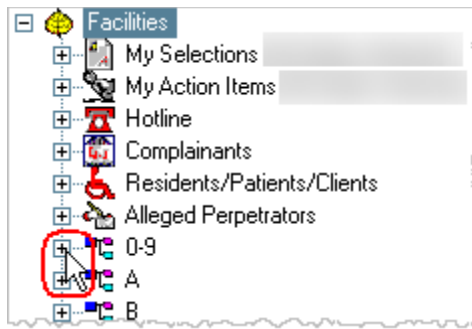 Facilities
My Selections
My Action Items
Hotline
Complainants
Residents/Patients/Clients
Alleged Perpetrators
0-9
A
B